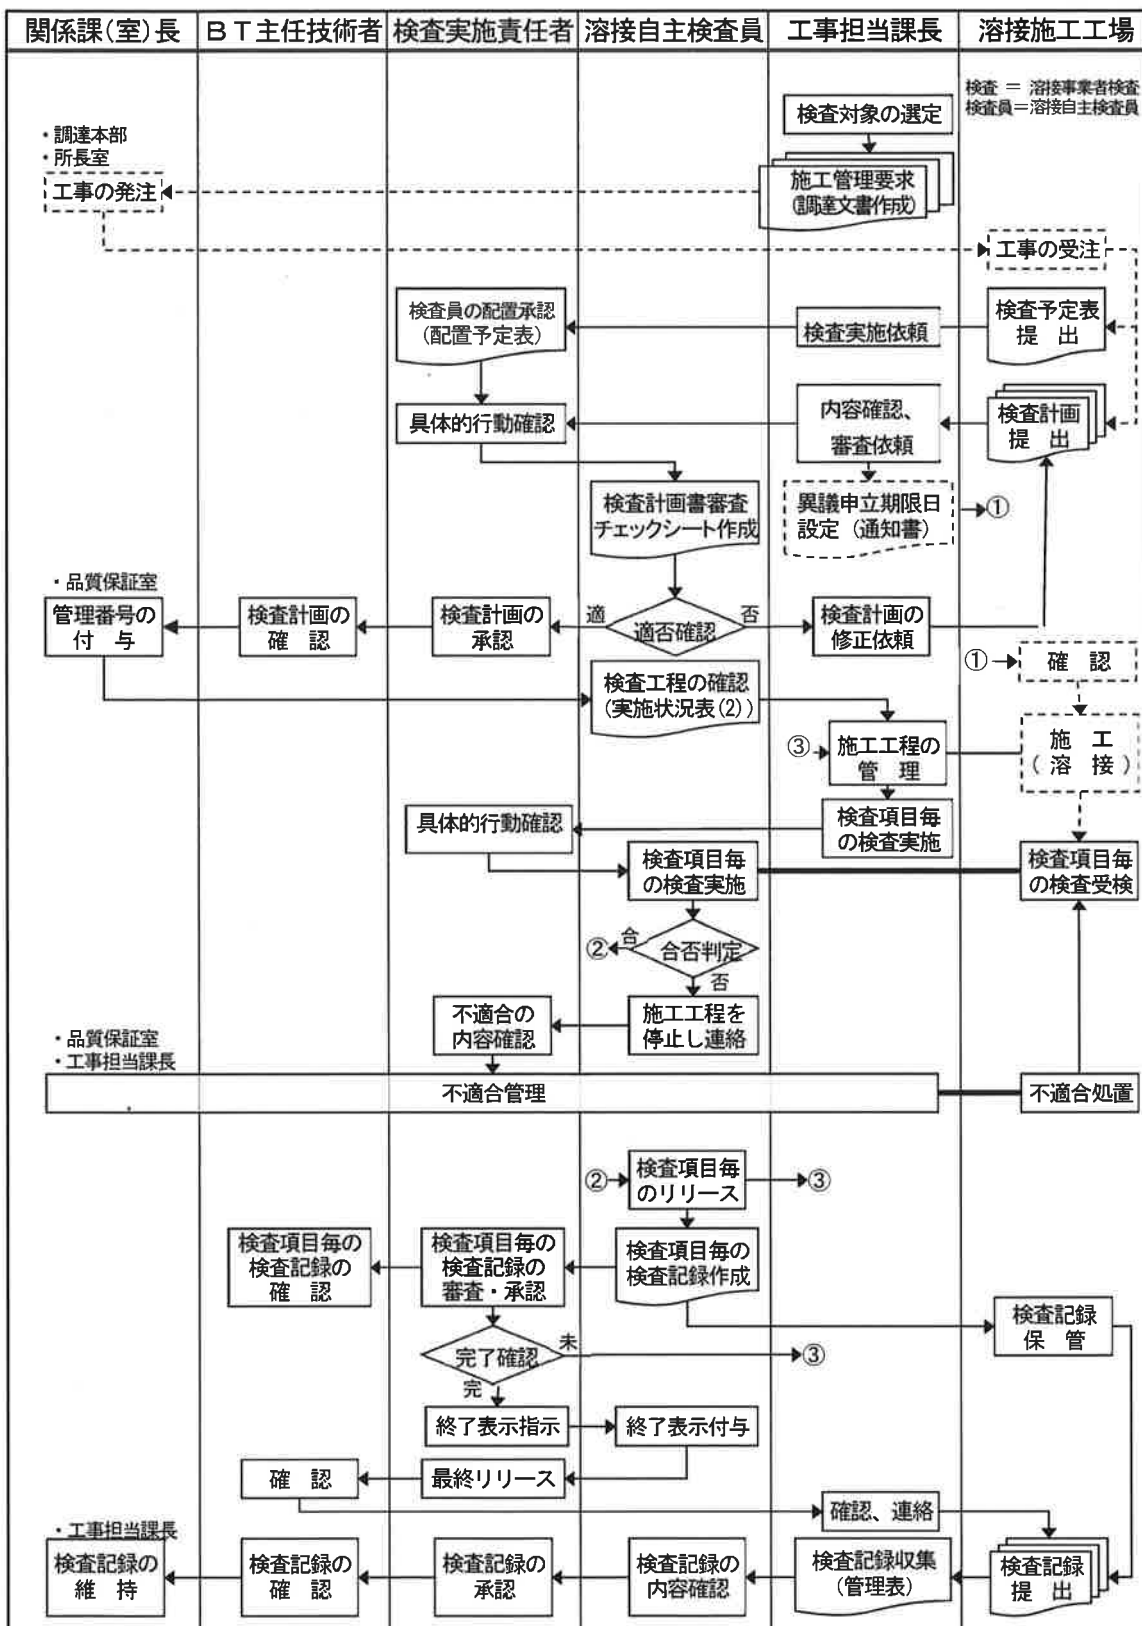 関係課(室)長
ＢＴ主任技術者
検査実施責任者
溶接自主検査員
工事担当課長
溶接施工工場
検査 ＝ 溶接事業者検査
検査員＝溶接自主検査員
検査対象の選定
・調達本部
・所長室
施工管理要求
(調達文書作成)
工事の発注
工事の受注
検査員の配置承認
(配置予定表)
検査実施依頼
検査予定表
提　出
具体的行動確認
内容確認、
審査依頼
検査計画
提　出
検査計画書審査
チェックシート作成
異議申立期限日
設定（通知書）
①
・品質保証室
管理番号の
付　与
検査計画の
確　認
検査計画の
承認
適
適否確認
否
検査計画の
修正依頼
①
確　認
検査工程の確認
(実施状況表(2))
③
施工工程の
管　理
施　工
(溶　接)
具体的行動確認
検査項目毎
の検査実施
検査項目毎
の検査実施
検査項目毎
の検査受検
②
合
合否判定
否
不適合の
内容確認
施工工程を
停止し連絡
・品質保証室
・工事担当課長
不適合管理
不適合処置
②
検査項目毎
のリリース
③
検査項目毎の
検査記録の
確　認
検査項目毎の
検査記録の
審査・承認
検査項目毎の
検査記録作成
検査記録
保　管
完了確認
未
③
完
終了表示指示
終了表示付与
確　認
最終リリース
確認、連絡
・工事担当課長
検査記録の
維　持
検査記録の
確　認
検査記録の
承認
検査記録の
内容確認
検査記録収集
(管理表)
検査記録
提　出